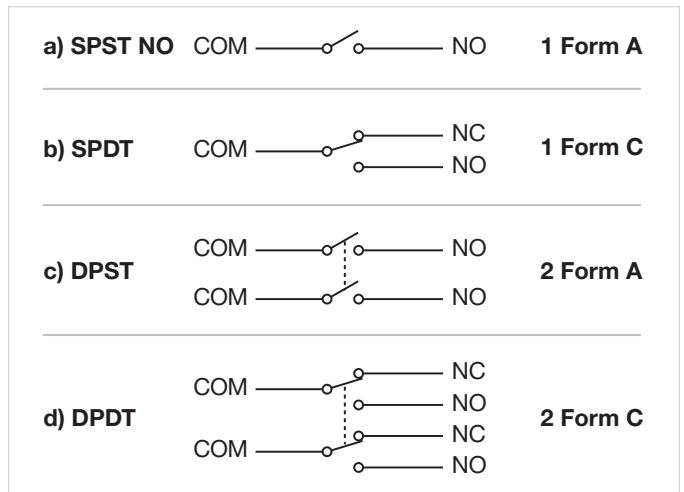 a) SPST NO COM NO 1 Form A
NC
b) SPDT COM 1 Form C
NO
COM NO
c) DPST 2 Form A
COM NO
NC
COM
NO
d) DPDT 2 Form C
NC
COM
NO